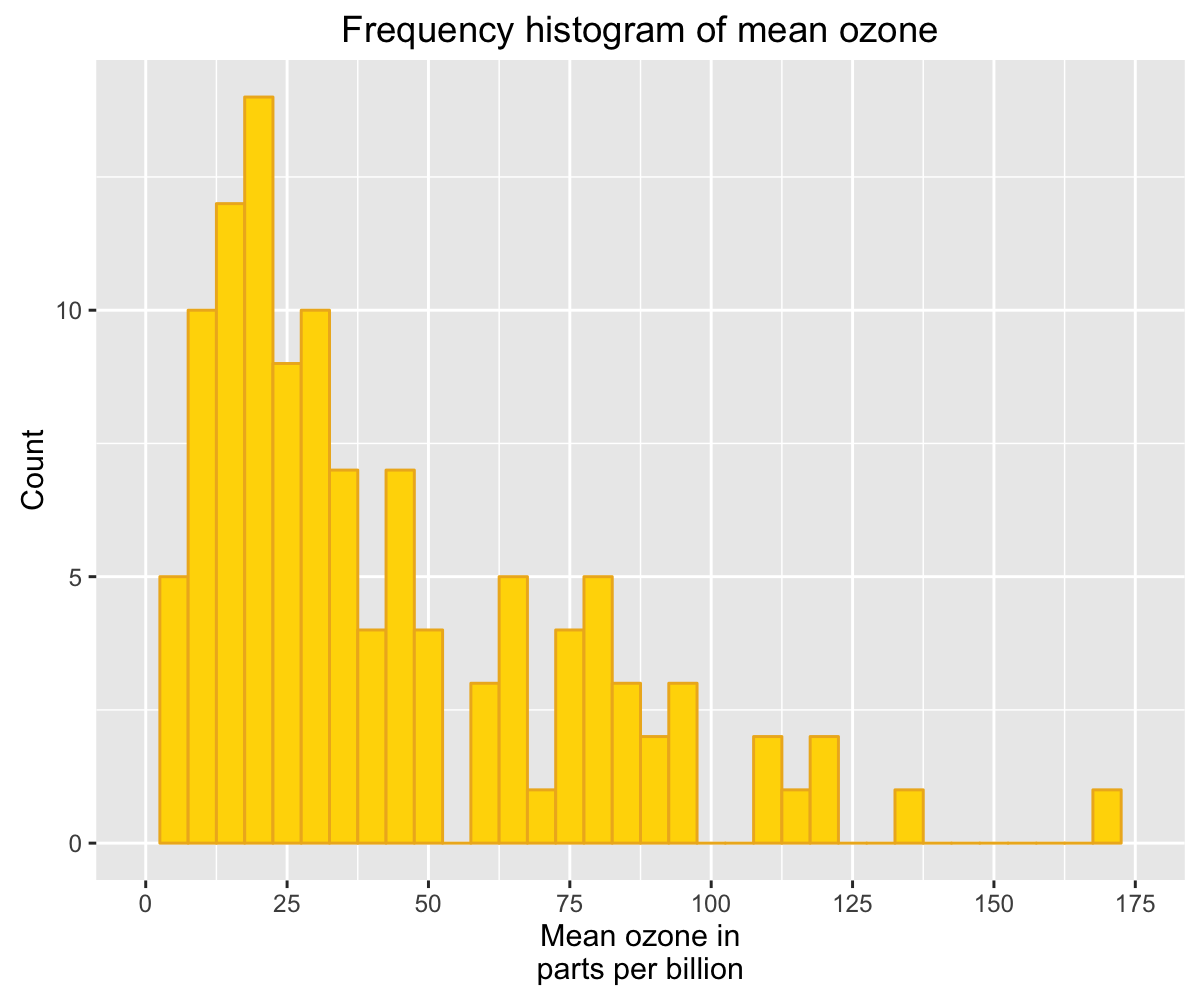 Frequency histogram of mean ozone
Count
10
5
0
0 25 50 75 100 125 150 175
Mean ozone in
parts per billion